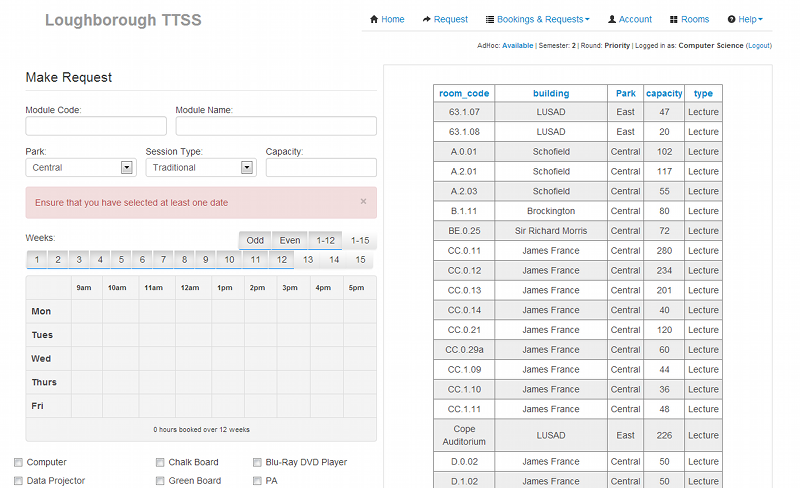 Loughborough TTSS
Home Request Bookings & Requests Account Rooms Help
AdHoc: Available | Semester: 2 | Round: Priority | Logged in as: Computer Science (Logout)
Make Request
Module Code: Module Name:
Park: Session Type: Capacity:
Central Traditional
Ensure that you have selected at least one date ×
Weeks: Odd Even 1-12 1-15
1 2 3 4 5 6 7 8 9 10 11 12 13 14 15
9am 10am 11am 12am 1pm 2pm 3pm 4pm 5pm
Mon
Tues
Wed
Thurs
Fri
0 hours booked over 12 weeks
Computer Chalk Board Blu-Ray DVD Player
Data Projector Green Board PA
room_code building Park capacity type
63.1.07 LUSAD East 47 Lecture
63.1.08 LUSAD East 20 Lecture
A.0.01 Schofield Central 102 Lecture
A.2.01 Schofield Central 117 Lecture
A.2.03 Schofield Central 55 Lecture
B.1.11 Brockington Central 80 Lecture
BE.0.25 Sir Richard Morris Central 72 Lecture
CC.0.11 James France Central 280 Lecture
CC.0.12 James France Central 234 Lecture
CC.0.13 James France Central 201 Lecture
CC.0.14 James France Central 40 Lecture
CC.0.21 James France Central 120 Lecture
CC.0.29a James France Central 60 Lecture
CC.1.09 James France Central 44 Lecture
CC.1.10 James France Central 36 Lecture
CC.1.11 James France Central 48 Lecture
Cope Auditorium LUSAD East 226 Lecture
D.0.02 James France Central 50 Lecture
D.1.02 James France Central 50 Lecture